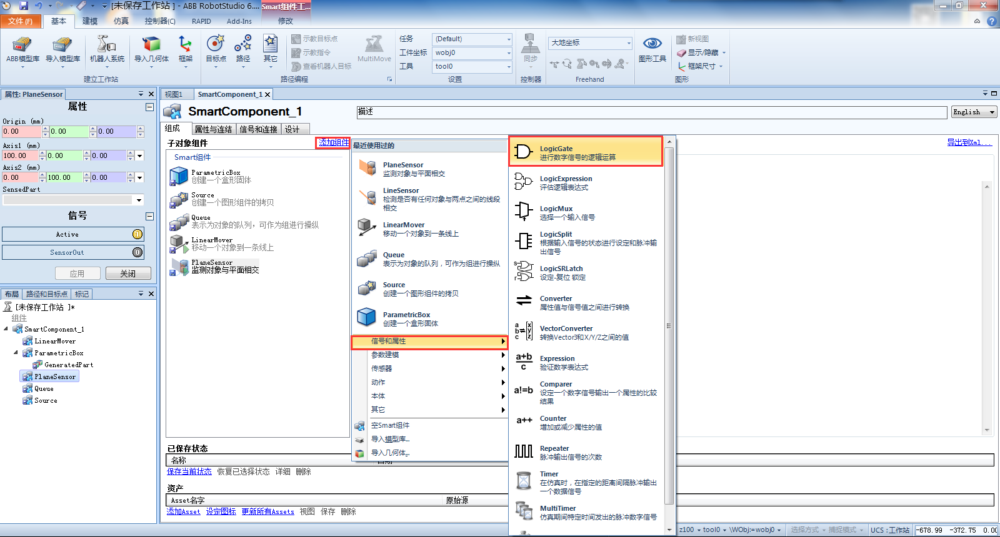 [未保存工作站 ] - ABB RobotStudio 6....
Smart组件工...
文件 (F)
基本
建模
仿真
控制器(C)
RAPID
Add-Ins
修改
ABB模型库
导入模型库
机器人系统
导入几何体
框架
建立工作站
目标点
路径
其它
示教目标点
示教指令
查看机器人目标
MultiMove
路径编程
任务
(Default)
工件坐标
wobj0
工具
tool0
设置
同步
控制器
大地坐标
Freehand
图形工具
新视图
显示/隐藏
框架尺寸
图形
属性: PlaneSensor
属性
Origin (mm)
0.00
0.00
0.00
Axis1 (mm)
100.00
0.00
0.00
Axis2 (mm)
0.00
100.00
0.00
SensedPart
信号
Active
1
SensorOut
0
应用
关闭
布局
路径和目标点
标记
[未保存工作站 ]*
组件
SmartComponent_1
LinearMover
ParametricBox
GeneratedPart
PlaneSensor
Queue
Source
视图1
SmartComponent_1
SmartComponent_1
描述
English
组成
属性与连结
信号和连接
设计
子对象组件
添加组件
导出到Xml...
Smart组件
ParametricBox
创建一个盒形固体
Source
创建一个图形组件的拷贝
Queue
表示为对象的队列，可作为组进行操纵
LinearMover
移动一个对象到一条线上
PlaneSensor
监测对象与平面相交
最近使用过的
PlaneSensor
监测对象与平面相交
LineSensor
检测是否有任何对象与两点之间的线段
相交
LinearMover
移动一个对象到一条线上
Queue
表示为对象的队列，可作为组进行操纵
Source
创建一个图形组件的拷贝
ParametricBox
创建一个盒形固体
信号和属性
参数建模
传感器
动作
本体
其它
空Smart组件
导入模型库...
导入几何体...
LogicGate
进行数字信号的逻辑运算
LogicExpression
评估逻辑表达式
LogicMux
选择一个输入信号
LogicSplit
根据输入信号的状态进行设定和脉冲输
出信号
LogicSRLatch
设定-复位 锁定
Converter
属性值与信号值之间进行转换
VectorConverter
转换Vector3和X/Y/Z之间的值
a+b
c
Expression
验证数学表达式
a!=b
Comparer
设定一个数字信号输出一个属性的比较
结果
a++
Counter
增加或减少属性的值
Repeater
脉冲输出信号的次数
Timer
在仿真时，在指定的距离间隔脉冲输出
一个数据信号
MultiTimer
仿真期间特定时间发出的脉冲数字信号
已保存状态
名称
保存当前状态
恢复已选择状态
详细
删除
资产
Asset名字
原始源
添加Asset
设定图标
更新所有Assets
视图
保存
删除
z100
tool0
\WObj:=wobj0
选择方式
捕捉模式
UCS : 工作站
-678.99
-372.75
0.00